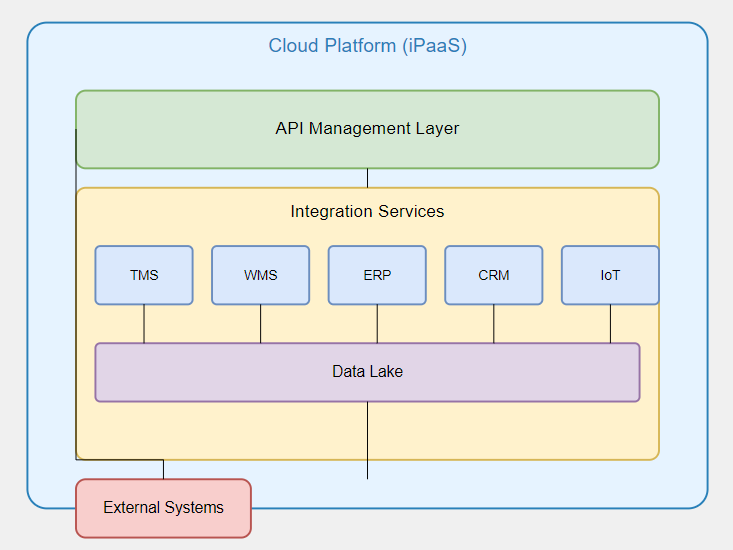 Cloud Platform (iPaaS)
API Management Layer
Integration Services
TMS
WMS
ERP
CRM
IoT
Data Lake
External Systems